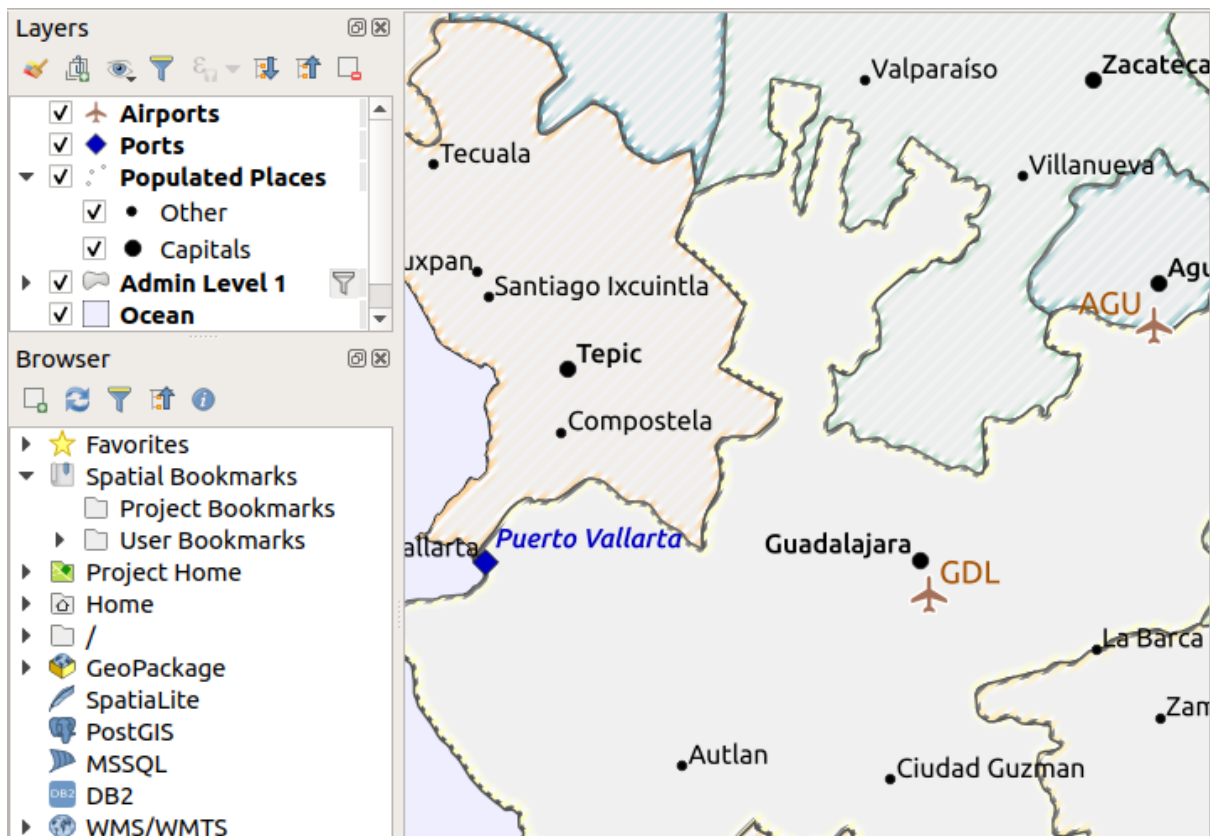 Layers
Airports
Ports
Populated Places
Other
Capitals
Admin Level 1
Ocean
Browser
Favorites
Spatial Bookmarks
Project Bookmarks
User Bookmarks
Project Home
Home
/
GeoPackage
SpatiaLite
PostGIS
MSSQL
DB2
DB2
WMS/WMTS
Valparaíso
Zacateca
Tecuala
Villanueva
uxpan
Santiago Ixcuintla
Agu
AGU
Tepic
Compostela
allarta
Puerto Vallarta
Guadalajara
GDL
La Barca
Zam
Autlan
Ciudad Guzman